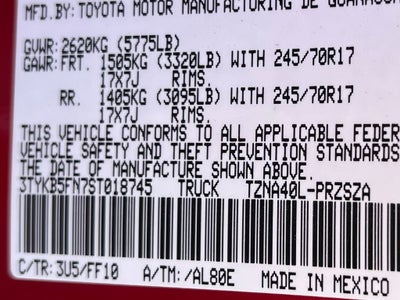 MFD.BY: TOYOTA MOTOR MANUFACTURING DE
GVWR: 2620KG (5775LB)
GAWR: FRT. 1505KG (3320LB) WITH 245/70R17
17X7J RIMS.
RR. 1405KG (3095LB) WITH 245/70R17
17X7J RIMS.
THIS VEHICLE CONFORMS TO ALL APPLICABLE FEDER
VEHICLE SAFETY AND THEFT PREVENTION STANDARDS
THE DATE OF MANUFACTURE SHOWN ABOVE.
3TYKB5FN7ST018745 TRUCK TZNA40L-PRZSZA
C/TR: 3U5/FF10 A/TM: /AL80E MADE IN MEXICO